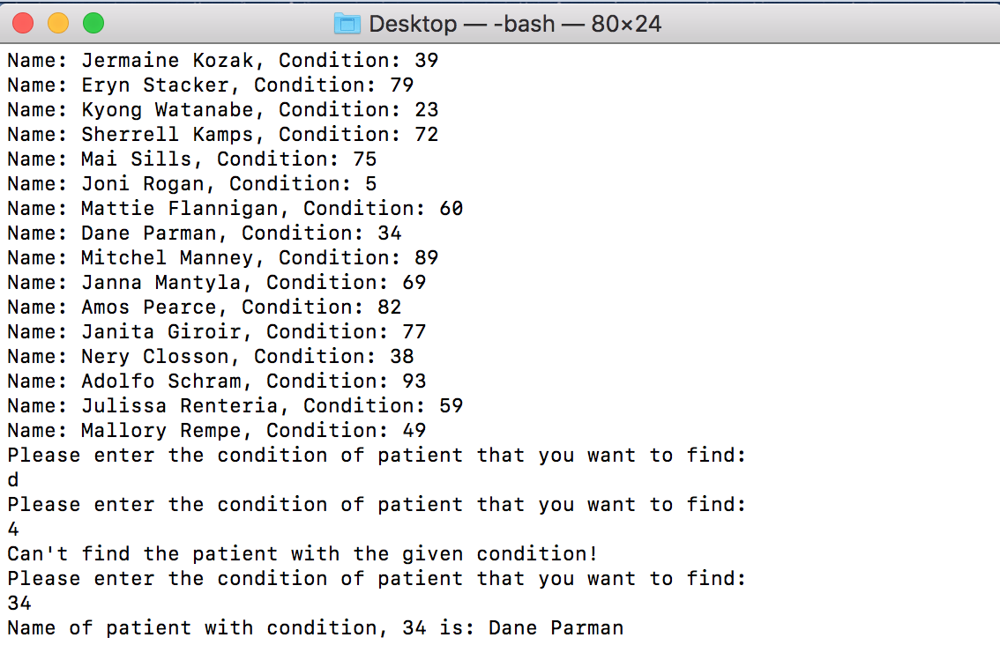 Desktop — -bash — 80×24
Name: Jermaine Kozak, Condition: 39
Name: Eryn Stacker, Condition: 79
Name: Kyong Watanabe, Condition: 23
Name: Sherrell Kamps, Condition: 72
Name: Mai Sills, Condition: 75
Name: Joni Rogan, Condition: 5
Name: Mattie Flannigan, Condition: 60
Name: Dane Parman, Condition: 34
Name: Mitchel Manney, Condition: 89
Name: Janna Mantyla, Condition: 69
Name: Amos Pearce, Condition: 82
Name: Janita Giroir, Condition: 77
Name: Nery Closson, Condition: 38
Name: Adolfo Schram, Condition: 93
Name: Julissa Renteria, Condition: 59
Name: Mallory Rempe, Condition: 49
Please enter the condition of patient that you want to find:
d
Please enter the condition of patient that you want to find:
4
Can't find the patient with the given condition!
Please enter the condition of patient that you want to find:
34
Name of patient with condition, 34 is: Dane Parman